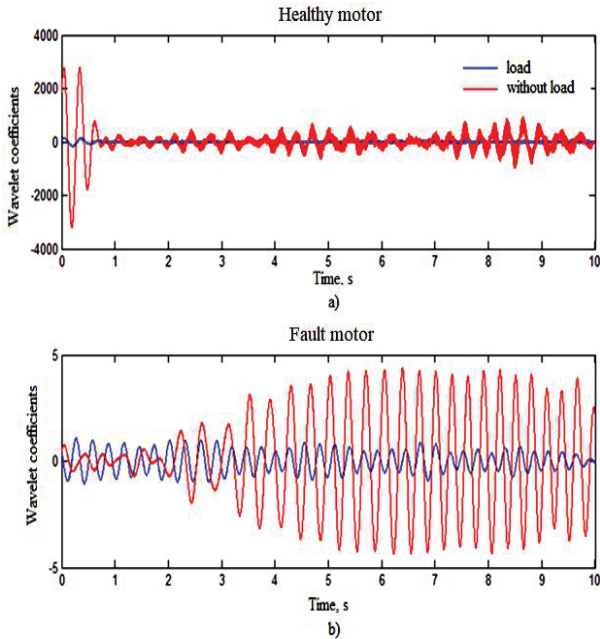 Healthy motor
4000
2000
0
-2000
-4000
Wavelet coefficients
load
without load
0 1 2 3 4 5 6 7 8 9 10
Time. s
a)
Fault motor
5
0
-5
Wavelet coefficients
0 1 2 3 4 5 6 7 8 9 10
Time, s
b)